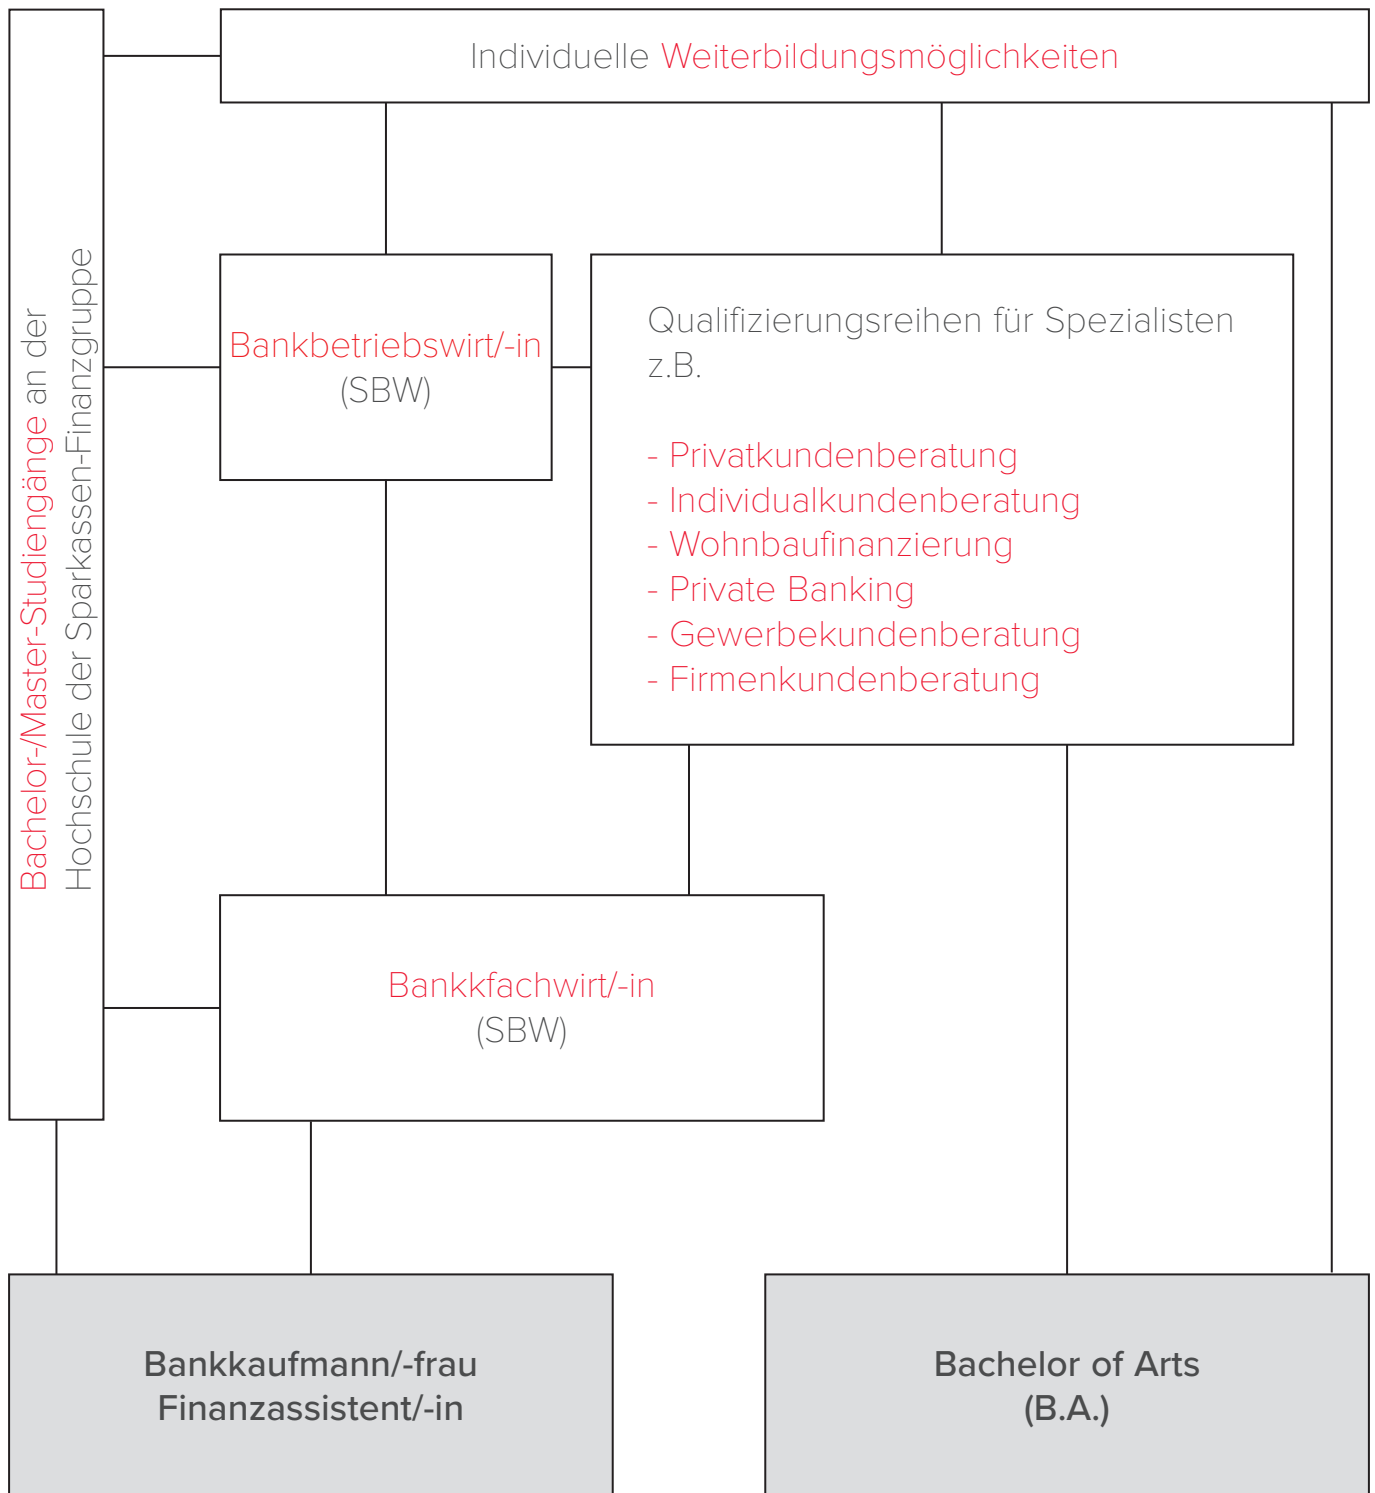 Individuelle Weiterbildungsmöglichkeiten
Bachelor-/Master-Studiengänge an der
Hochschule der Sparkassen-Finanzgruppe
Bankbetriebswirt/-in
(SBW)
Qualifizierungsreihen für Spezialisten
z.B.
- Privatkundenberatung
- Individualkundenberatung
- Wohnbaufinanzierung
- Private Banking
- Gewerbekundenberatung
- Firmenkundenberatung
Bankkfachwirt/-in
(SBW)
Bankkaufmann/-frau
Finanzassistent/-in
Bachelor of Arts
(B.A.)